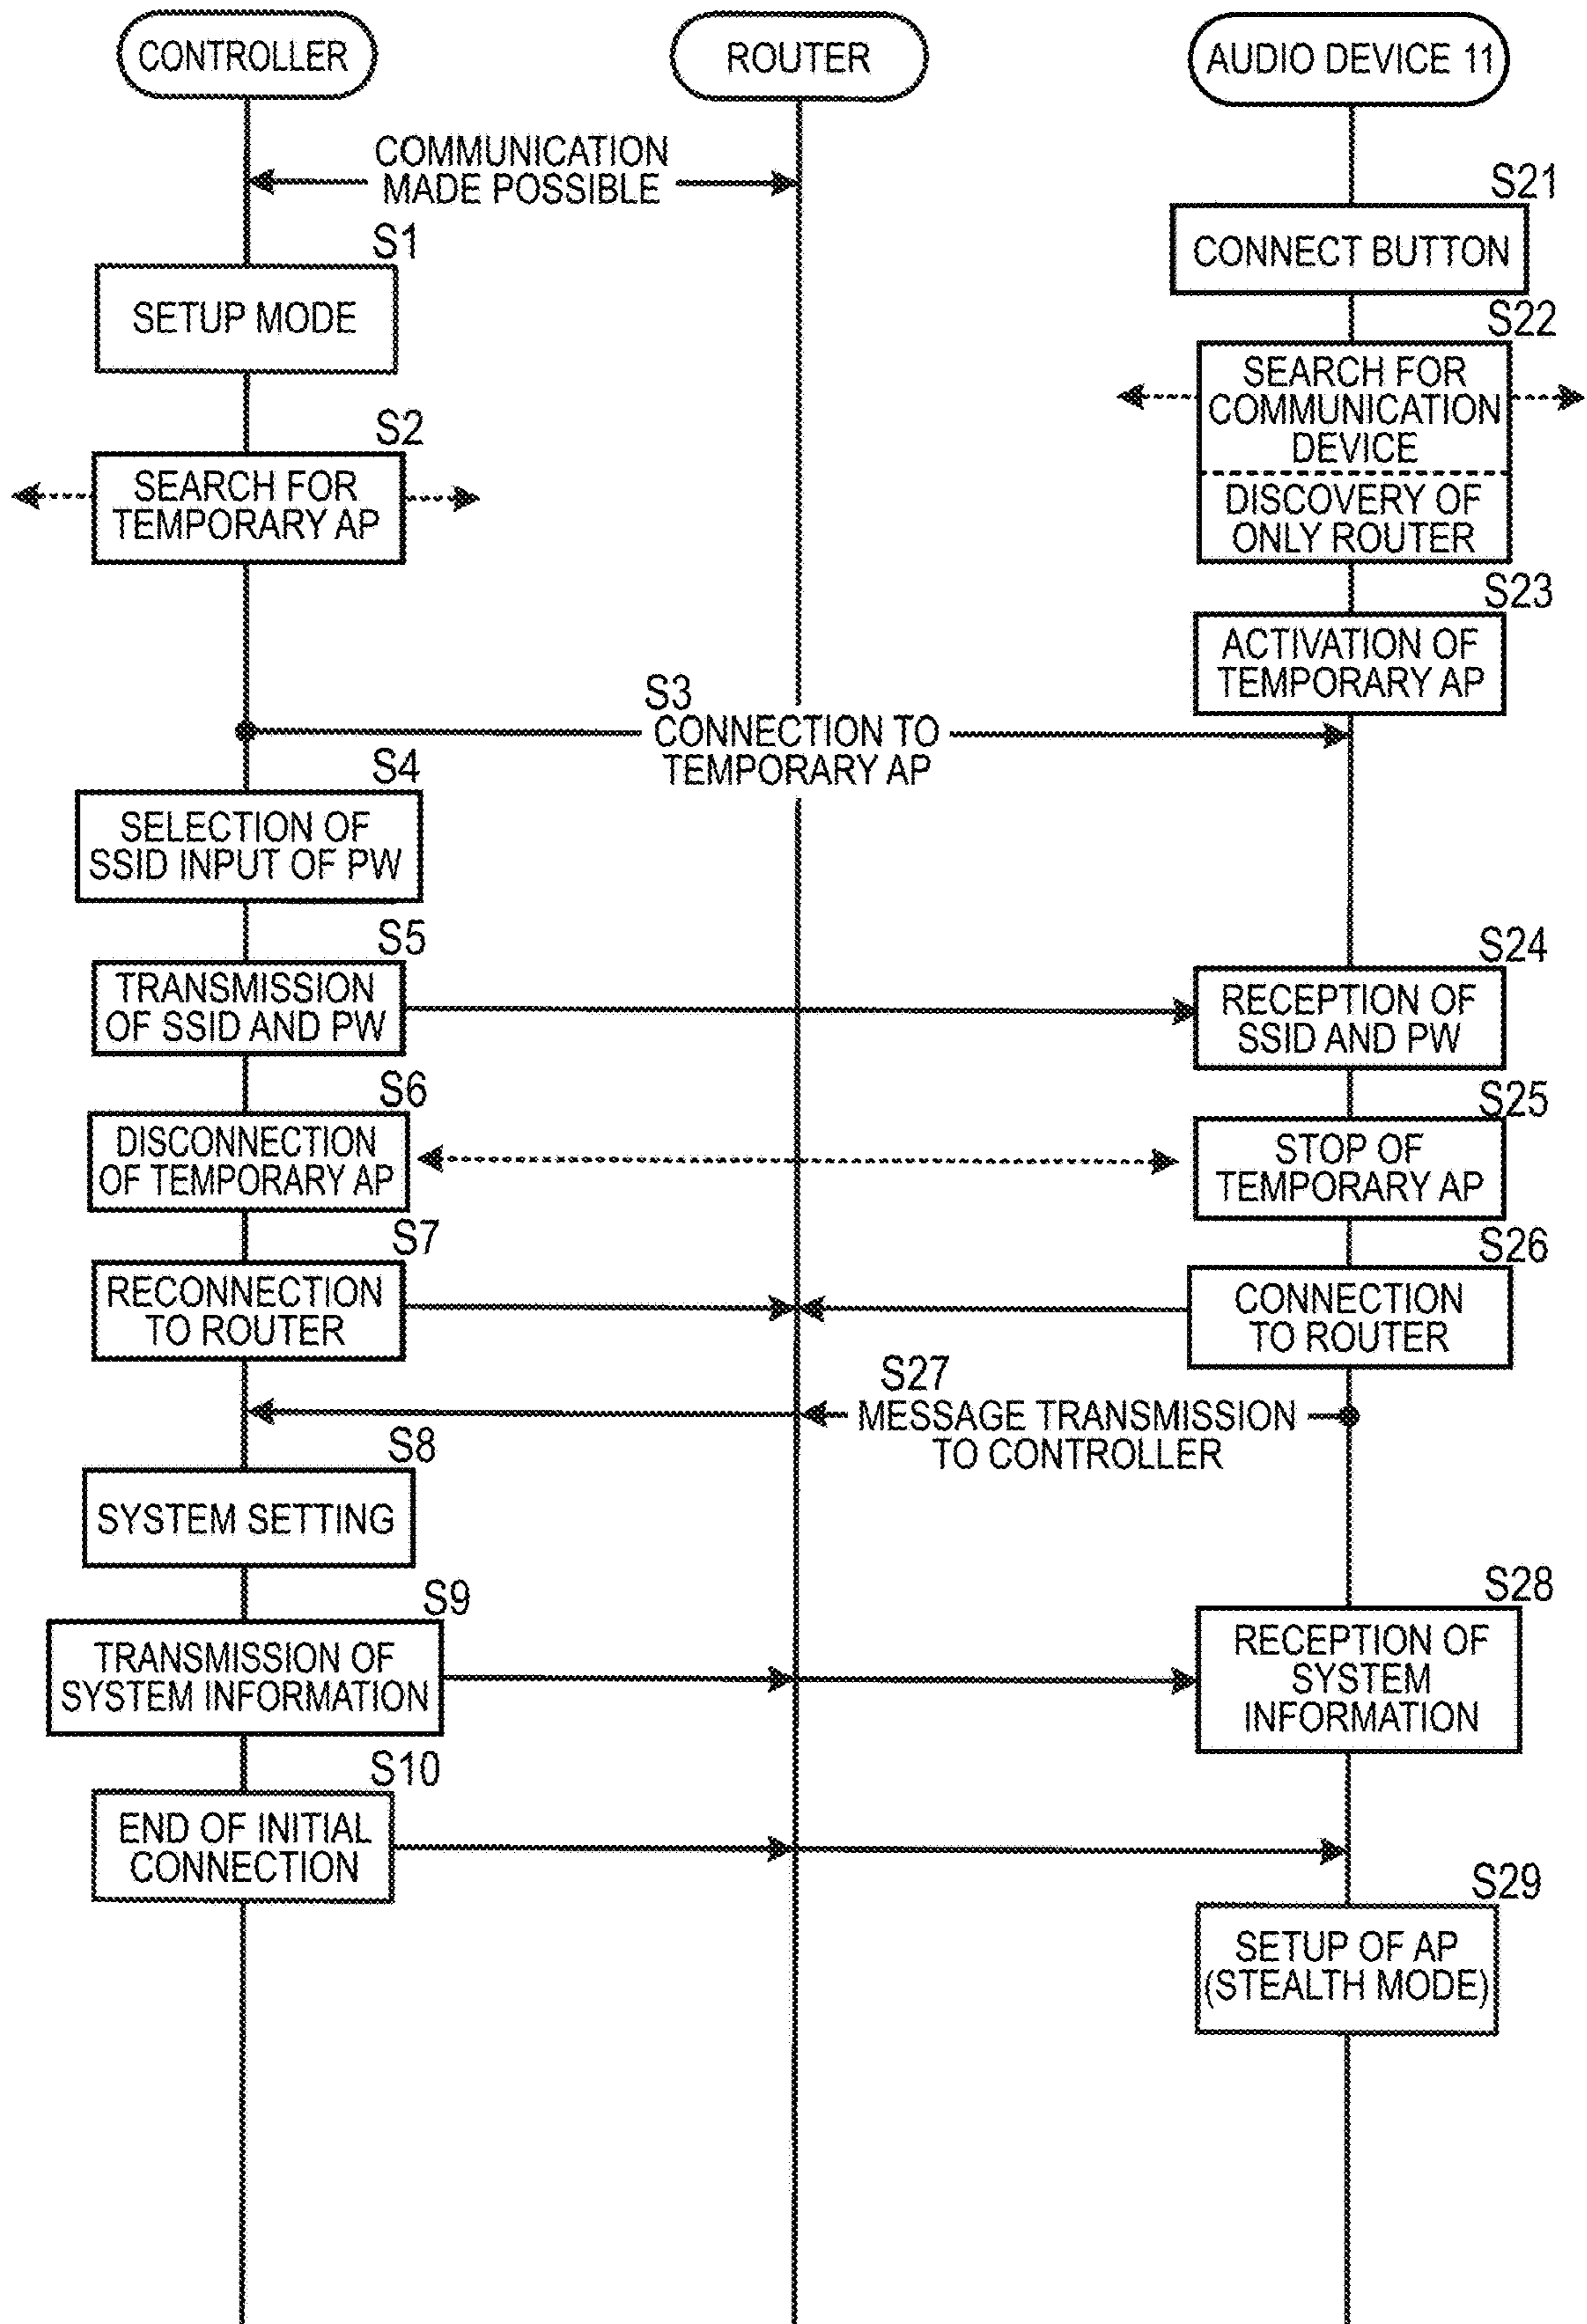 CONTROLLER
ROUTER
AUDIO DEVICE 11
COMMUNICATION
MADE POSSIBLE
S21
CONNECT BUTTON
S1
SETUP MODE
S22
SEARCH FOR
COMMUNICATION
DEVICE
DISCOVERY OF
ONLY ROUTER
S2
SEARCH FOR
TEMPORARY AP
S23
ACTIVATION OF
TEMPORARY AP
S3
CONNECTION TO
TEMPORARY AP
S4
SELECTION OF
SSID INPUT OF PW
S5
TRANSMISSION
OF SSID AND PW
S24
RECEPTION OF
SSID AND PW
S6
DISCONNECTION
OF TEMPORARY AP
S25
STOP OF
TEMPORARY AP
S7
RECONNECTION
TO ROUTER
S26
CONNECTION
TO ROUTER
S27
MESSAGE TRANSMISSION
TO CONTROLLER
S8
SYSTEM SETTING
S9
TRANSMISSION OF
SYSTEM INFORMATION
S28
RECEPTION OF
SYSTEM
INFORMATION
S10
END OF INITIAL
CONNECTION
S29
SETUP OF AP
(STEALTH MODE)